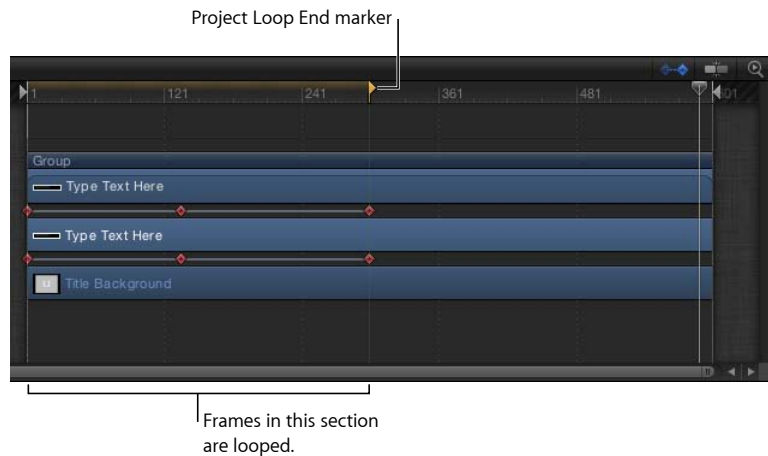 Project Loop End marker
1 121 241 361 481 601
Group
Type Text Here
Type Text Here
Title Background
Frames in this section
are looped.